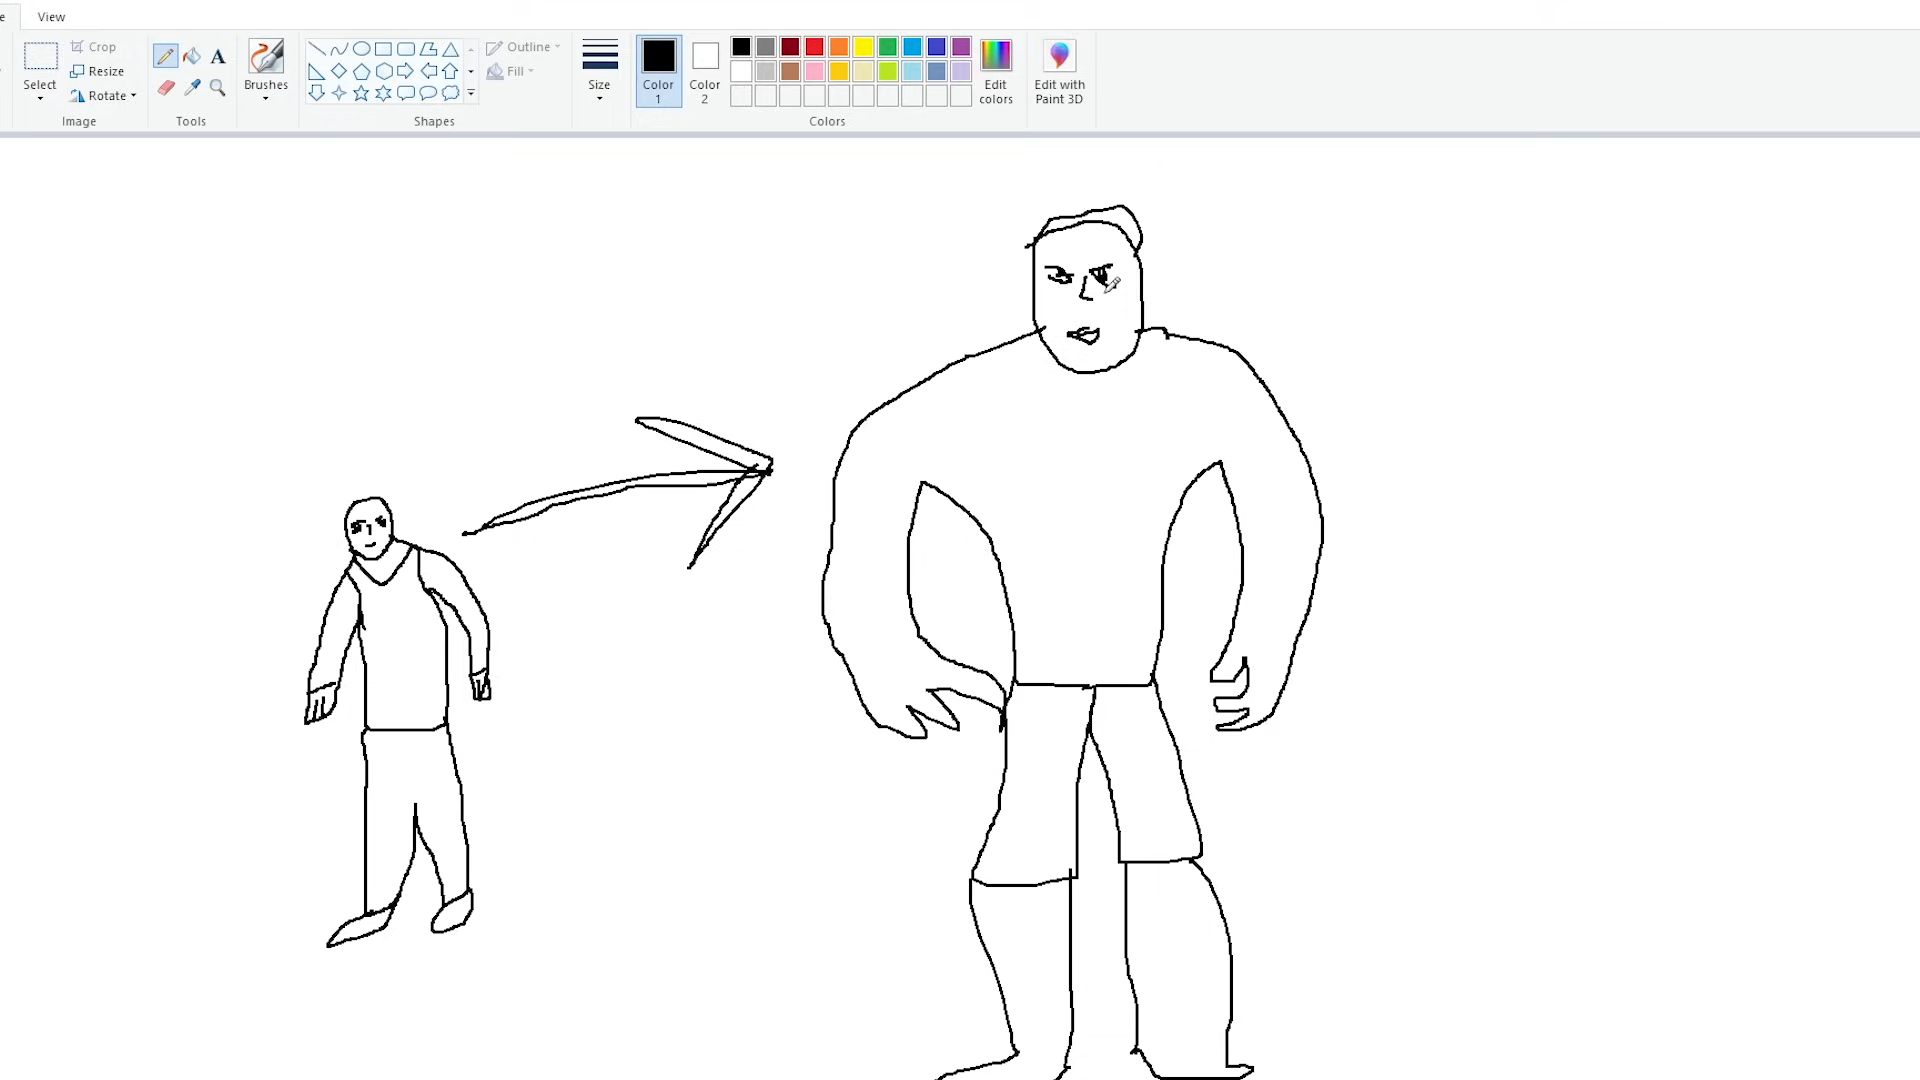 e View
Select
Crop
Resize
Rotate
Image
A
Tools
Brushes
Shapes
Outline
Fill
Size
Color
1
Color
2
Colors
Edit
colors
Edit with
Paint 3D